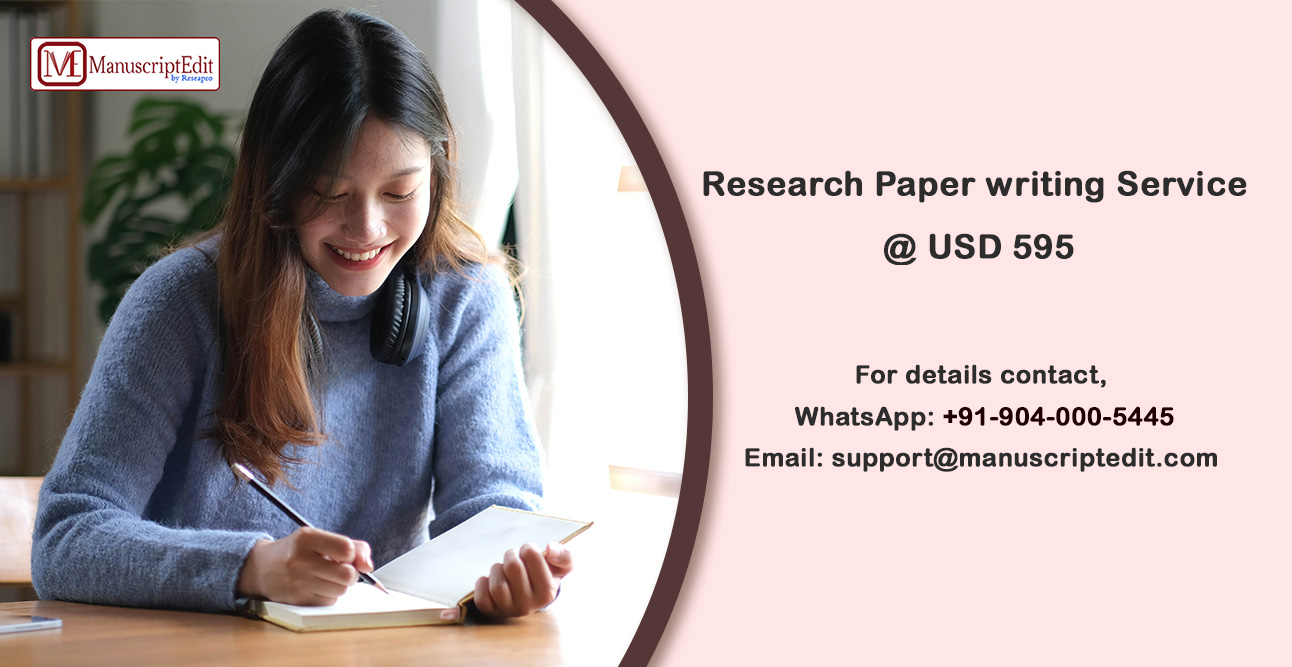 ME ManuscriptEdit
by Reseapro
Research Paper writing Service
@ USD 595
For details contact,
WhatsApp: +91-904-000-5445
Email: support@manuscriptedit.com